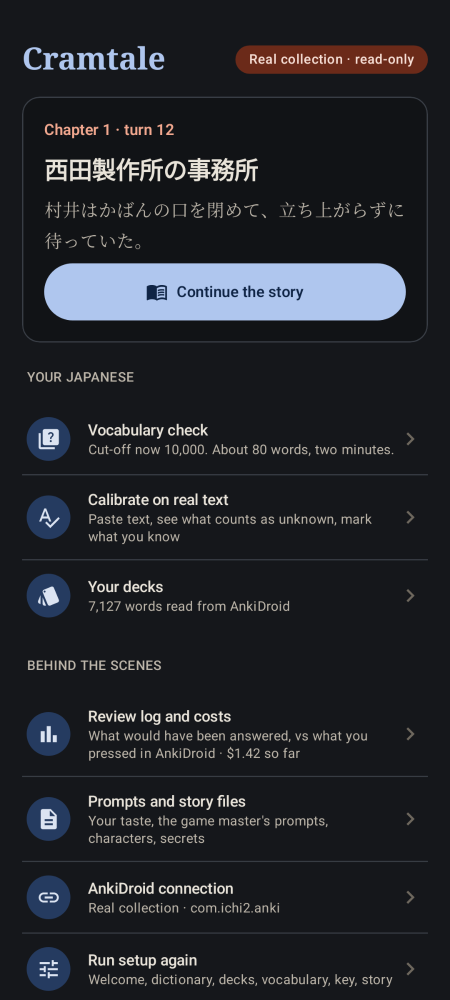 Cramtale
Real collection · read-only
Chapter 1 · turn 12
西田製作所の事務所
村井はかばんの口を閉めて、立ち上がらずに
待っていた。
Continue the story
YOUR JAPANESE
Vocabulary check
Cut-off now 10,000. About 80 words, two minutes.
Calibrate on real text
Paste text, see what counts as unknown, mark
what you know
Your decks
7,127 words read from AnkiDroid
BEHIND THE SCENES
Review log and costs
What would have been answered, vs what you
pressed in AnkiDroid · $1.42 so far
Prompts and story files
Your taste, the game master's prompts,
characters, secrets
AnkiDroid connection
Real collection · com.ichi2.anki
Run setup again
Welcome, dictionary, decks, vocabulary, key, story